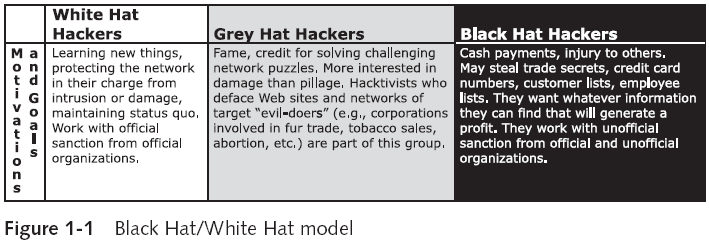 White Hat
Hackers
Grey Hat Hackers
Black Hat Hackers
Motivations
and Goals
Learning new things,
protecting the network
in their charge from
intrusion or damage,
maintaining status quo.
Work with official
sanction from official
organizations.
Fame, credit for solving challenging
network puzzles. More interested in
damage than pillage. Hacktivists who
deface Web sites and networks of
target “evil-doers” (e.g., corporations
involved in fur trade, tobacco sales,
abortion, etc.) are part of this group.
Cash payments, injury to others.
May steal trade secrets, credit card
numbers, customer lists, employee
lists. They want whatever information
they can find that will generate a
profit. They work with unofficial
sanction from official and unofficial
organizations.
Figure 1-1 Black Hat/White Hat model